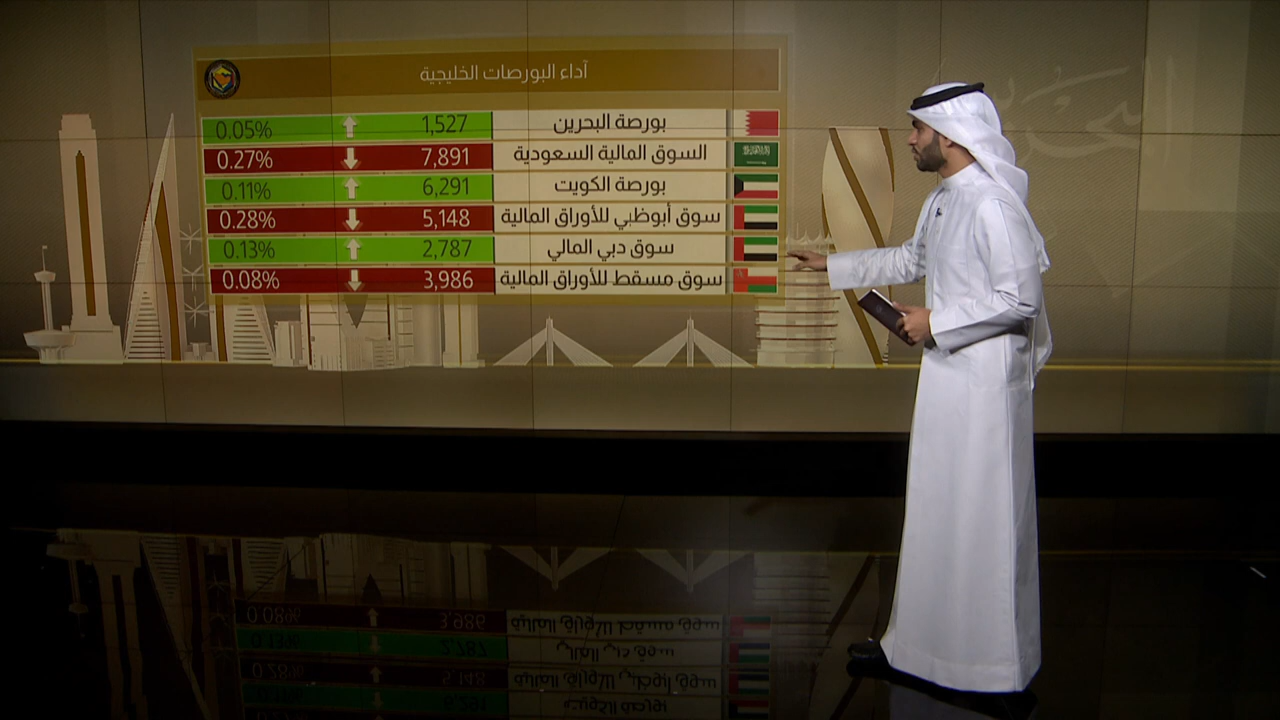 آداء البورصات الخليجية
بورصة البحرين 1,527 0.05%
السوق المالية السعودية 7,891 0.27%
بورصة الكويت 6,291 0.11%
سوق أبوظبي للأوراق المالية 5,148 0.28%
سوق دبي المالي 2,787 0.13%
سوق مسقط للأوراق المالية 3,986 0.08%
البحرين